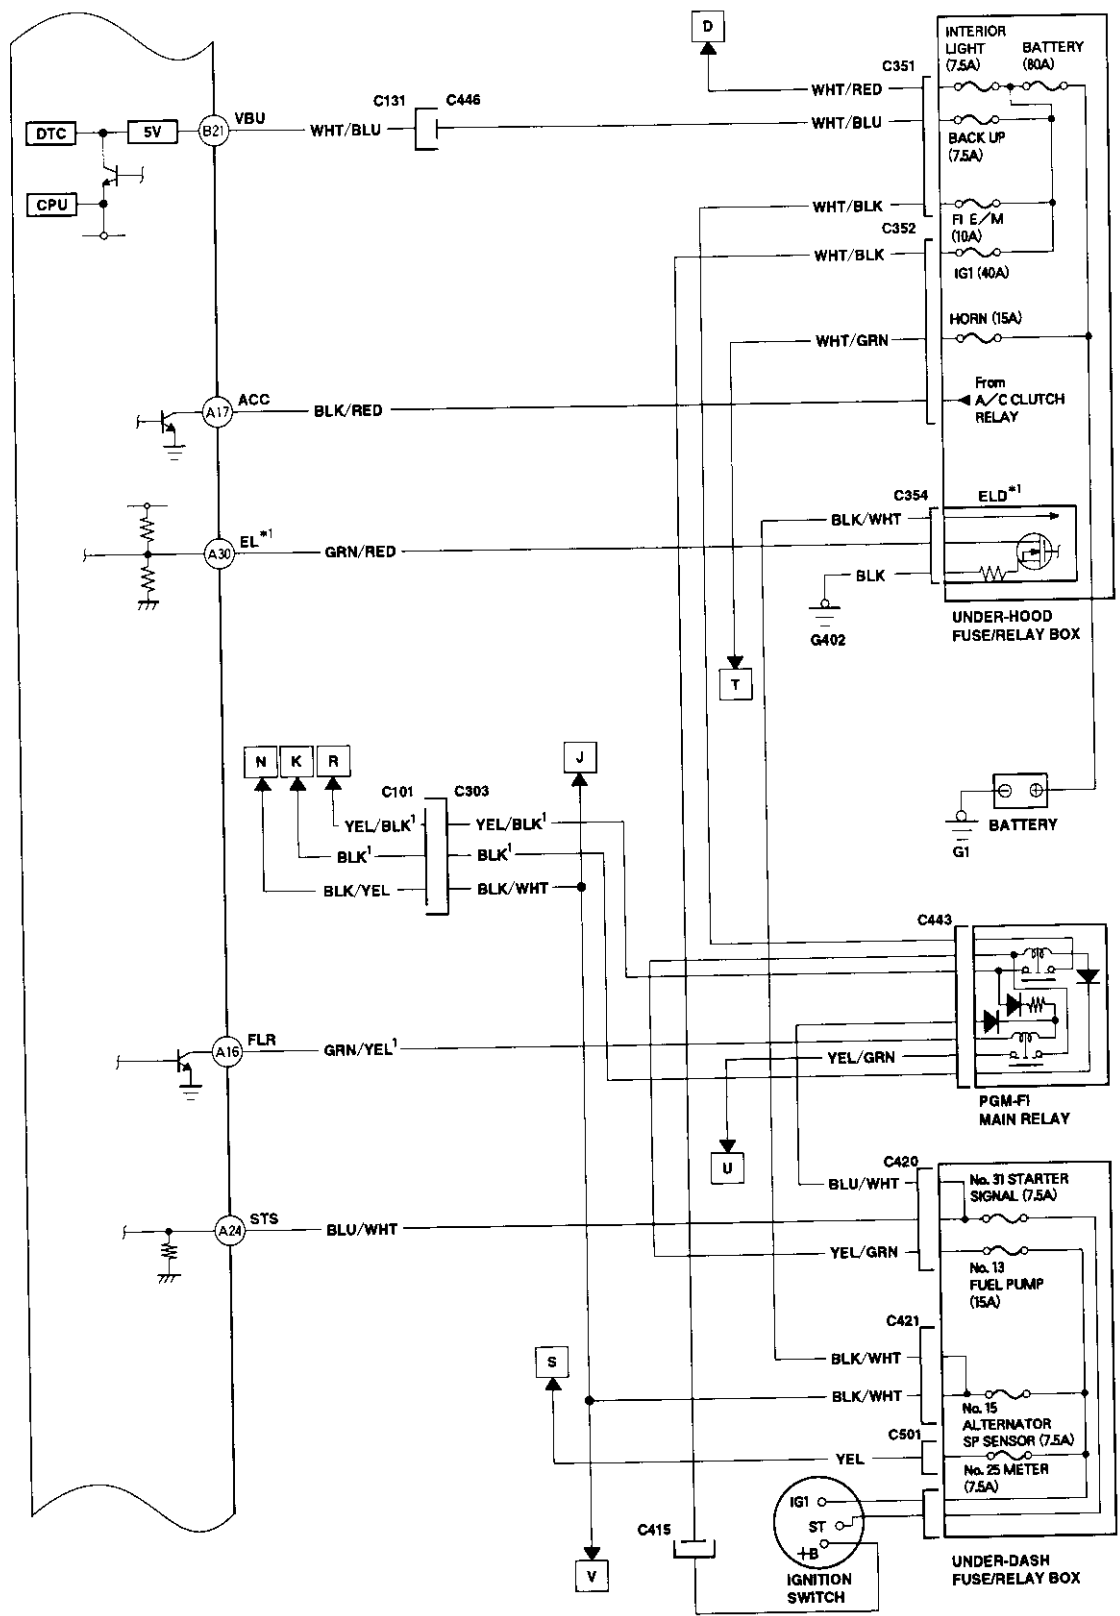 D
INTERIOR
LIGHT
(7.5A)
BATTERY
(80A)
C351
WHT/RED
C131
C446
VBU
B21
DTC
5V
WHT/BLU
WHT/BLU
BACK UP
(7.5A)
CPU
WHT/BLK
FI E/M
(10A)
C352
WHT/BLK
IG1 (40A)
HORN (15A)
WHT/GRN
From
A/C CLUTCH
RELAY
ACC
A17
BLK/RED
C354
ELD*1
BLK/WHT
EL*1
A30
GRN/RED
BLK
G402
UNDER-HOOD
FUSE/RELAY BOX
T
N
K
R
J
C101
C303
YEL/BLK1
YEL/BLK1
BLK1
BLK1
BLK/YEL
BLK/WHT
BATTERY
G1
C443
FLR
A16
GRN/YEL1
YEL/GRN
PGM-FI
MAIN RELAY
U
C420
BLU/WHT
No. 31 STARTER
SIGNAL (7.5A)
STS
A24
BLU/WHT
YEL/GRN
No. 13
FUEL PUMP
(15A)
C421
S
BLK/WHT
BLK/WHT
No. 15
ALTERNATOR
SP SENSOR (7.5A)
C501
YEL
No. 25 METER
(7.5A)
IG1
ST
+B
C415
V
IGNITION
SWITCH
UNDER-DASH
FUSE/RELAY BOX